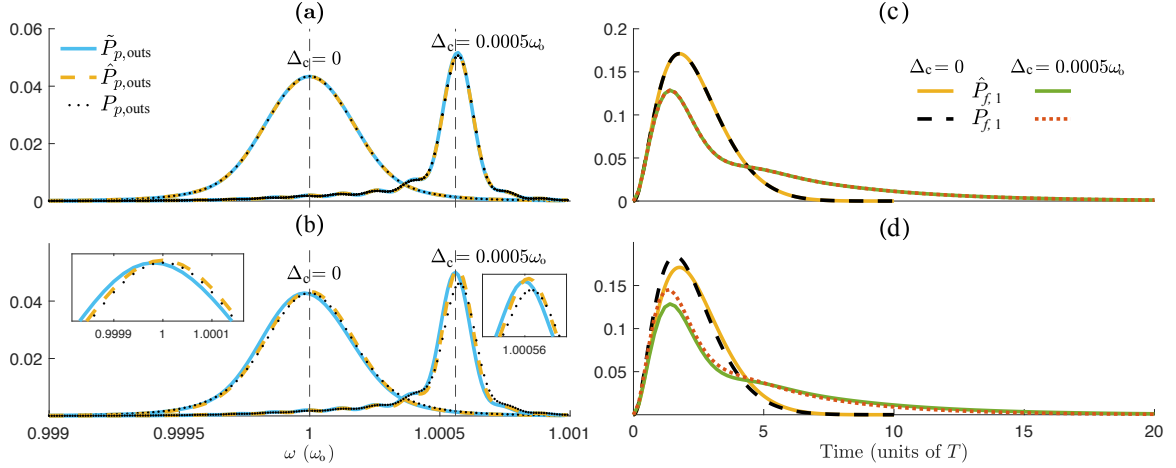 (a)
0.06
0.04
0.02
0
P̃p,outs
P̂p,outs
Pp,outs
Δc = 0
Δc = 0.0005ωo
(b)
0.04
0.02
Δc = 0
Δc = 0.0005ωo
0.9999 1 1.0001
1.00056
0.999 0.9995 1 1.0005 1.001
ω (ωo)
(c)
0.2
0.15
0.10
0.05
0
Δc = 0 Δc = 0.0005ωo
P̂f,1
Pf,1
(d)
0.15
0.1
0.05
0
0 5 10 15 20
Time (units of T)